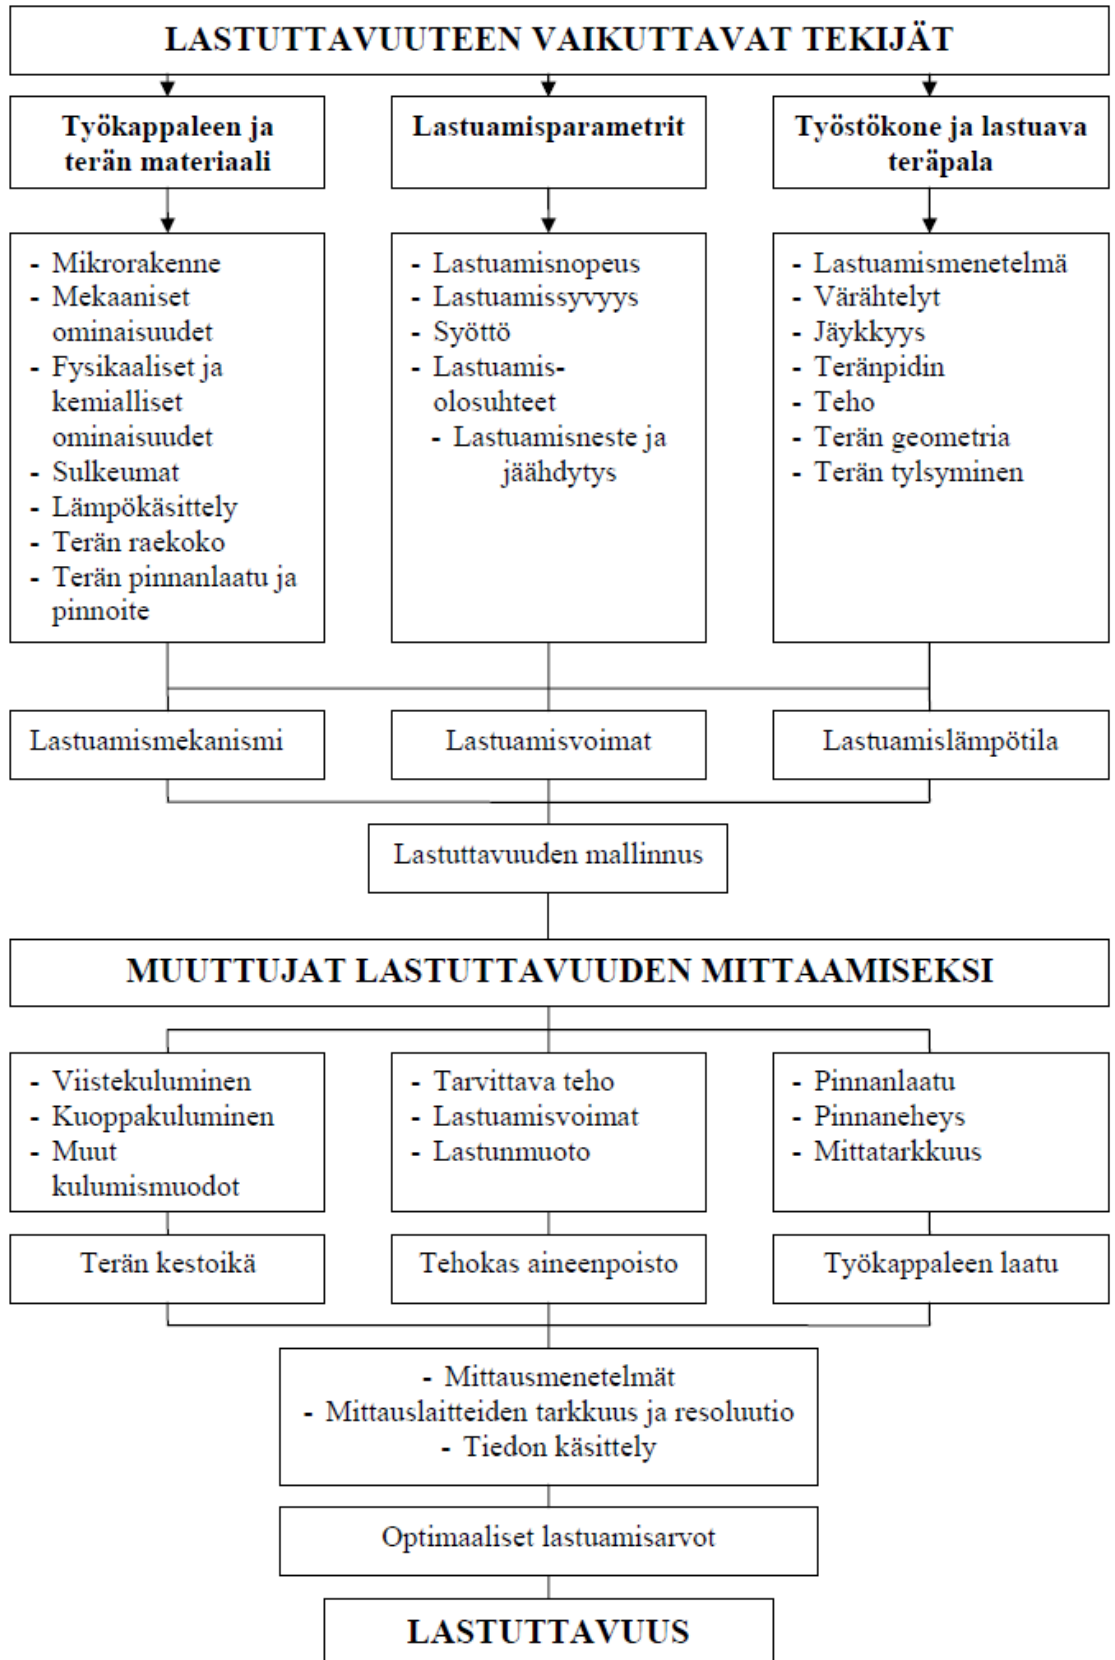 LASTUTTAVUUTEEN VAIKUTTAVAT TEKIJÄT
Työkappaleen ja
terän materiaali
Lastuamisparametrit
Työstökone ja lastuava
teräpala
- Mikrorakenne
- Mekaaniset
ominaisuudet
- Fysikaaliset ja
kemialliset
ominaisuudet
- Sulkeumat
- Lämpökäsittely
- Terän raekoko
- Terän pinnanlaatu ja
pinnoite
- Lastuamisnopeus
- Lastuamissyvyys
- Syöttö
- Lastuamis-
olosuhteet
- Lastuamisneste ja
jäähdytys
- Lastuamismenetelmä
- Värähtelyt
- Jäykkyys
- Teränpidin
- Teho
- Terän geometria
- Terän tylsyminen
Lastuamismekanismi
Lastuamisvoimat
Lastuamislämpötila
Lastuttavuuden mallinnus
MUUTTUJAT LASTUTTAVUUDEN MITTAAMISEKSI
- Viistekuluminen
- Kuoppakuluminen
- Muut
kulumismuodot
- Tarvittava teho
- Lastuamisvoimat
- Lastunmuoto
- Pinnanlaatu
- Pinnaneheys
- Mittatarkkuus
Terän kestoikä
Tehokas aineenpoisto
Työkappaleen laatu
- Mittausmenetelmät
- Mittauslaitteiden tarkkuus ja resoluutio
- Tiedon käsittely
Optimaaliset lastuamisarvot
LASTUTTAVUUS